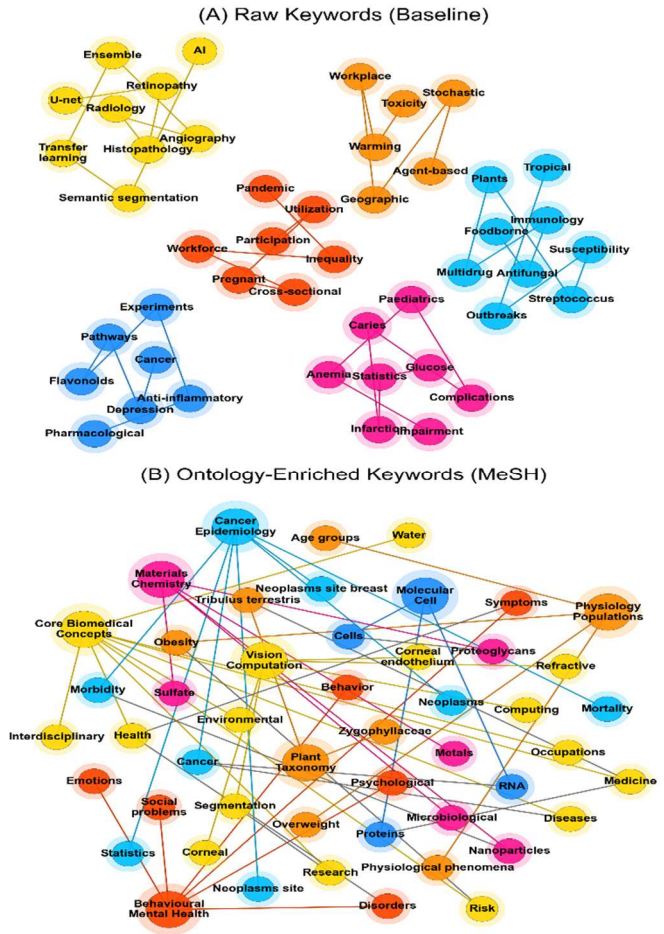 (A) Raw Keywords (Baseline)
Ensemble
AI
Retinopathy
U-net
Radiology
Angiography
Transfer
learning
Histopathology
Semantic segmentation
Workplace
Stochastic
Toxicity
Warming
Agent-based
Geographic
Pandemic
Utilization
Participation
Workforce
Inequality
Pregnant
Cross-sectional
Plants
Tropical
Immunology
Foodborne
Susceptibility
Multidrug
Antifungal
Streptococcus
Outbreaks
Experiments
Pathways
Cancer
Flavonolds
Anti-inflammatory
Depression
Pharmacological
Paediatrics
Caries
Glucose
Anemia
Statistics
Complications
Infarction
Impairment
(B) Ontology-Enriched Keywords (MeSH)
Cancer
Epidemiology
Age groups
Water
Materials
Chemistry
Neoplasms site breast
Molecular
Cell
Symptoms
Tribulus terrestris
Physiology
Populations
Core Biomedical
Concepts
Obesity
Cells
Vision
Computation
Corneal
endothelium
Proteoglycans
Refractive
Morbidity
Sulfate
Behavior
Neoplasms
Computing
Mortality
Environmental
Interdisciplinary
Health
Zygophyllaceae
Cancer
Plant
Taxonomy
Metals
Occupations
Emotions
Psychological
RNA
Medicine
Social
problems
Segmentation
Overweight
Microbiological
Diseases
Proteins
Statistics
Corneal
Nanoparticles
Research
Physiological phenomena
Neoplasms site
Behavioural
Mental Health
Disorders
Risk